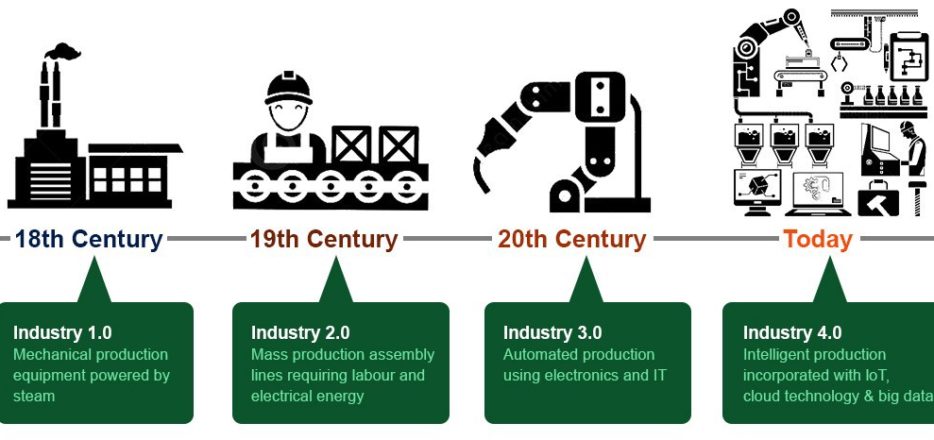 18th Century
19th Century
20th Century
Today
Industry 1.0
Mechanical production
equipment powered by
steam
Industry 2.0
Mass production assembly
lines requiring labour and
electrical energy
Industry 3.0
Automated production
using electronics and IT
Industry 4.0
Intelligent production
incorporated with IoT,
cloud technology & big data